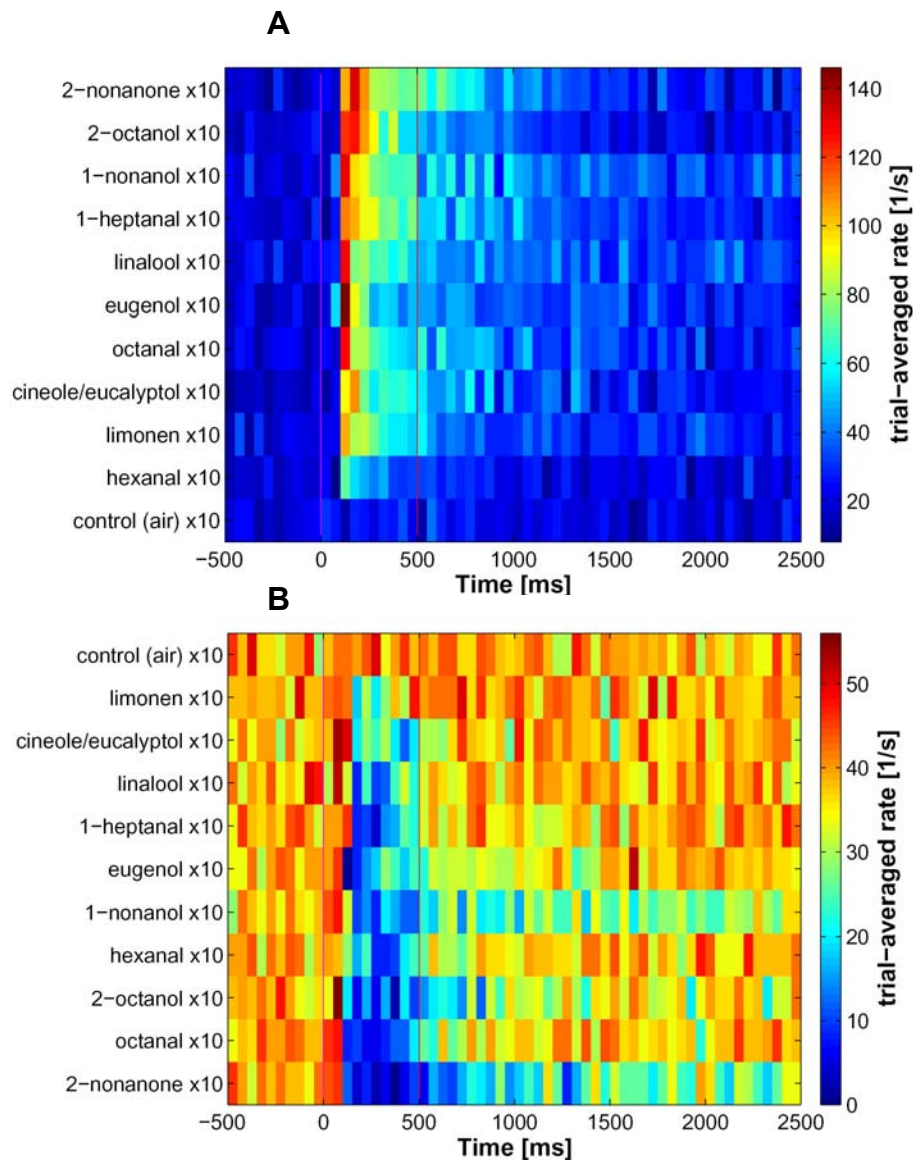 A
2−nonanone x10
2−octanol x10
1−nonanol x10
1−heptanal x10
linalool x10
eugenol x10
octanal x10
cineole/eucalyptol x10
limonen x10
hexanal x10
control (air) x10
−500 0 500 1000 1500 2000 2500
Time [ms]
140
120
100
80
60
40
20
trial−averaged rate [1/s]
B
control (air) x10
limonen x10
cineole/eucalyptol x10
linalool x10
1−heptanal x10
eugenol x10
1−nonanol x10
hexanal x10
2−octanol x10
octanal x10
2−nonanone x10
−500 0 500 1000 1500 2000 2500
Time [ms]
50
40
30
20
10
0
trial−averaged rate [1/s]